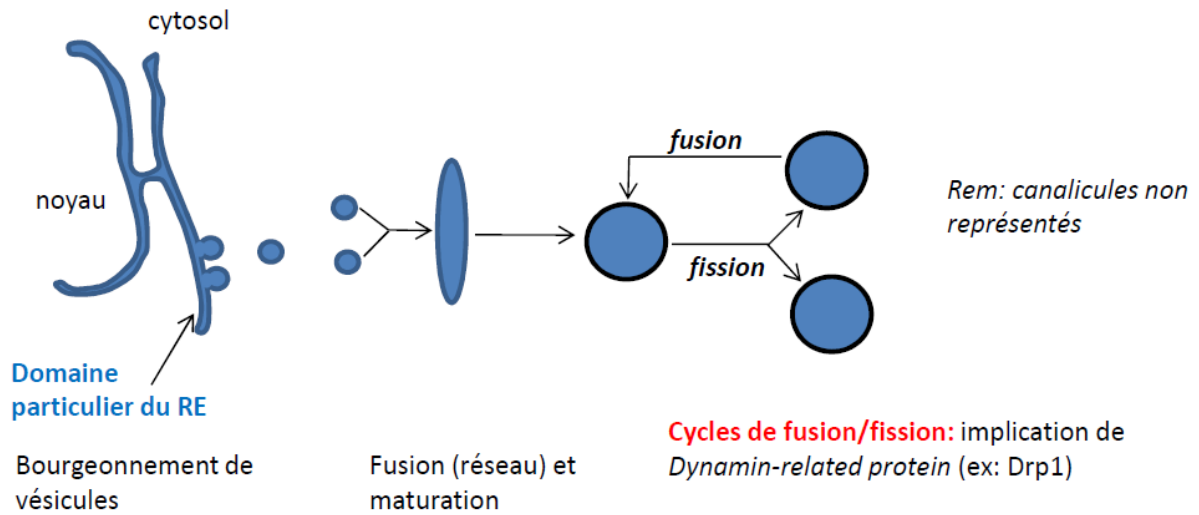 cytosol
noyau
fusion
fission
Rem: canalicules non
représentés
Domaine
particulier du RE
Bourgeonnement de
vésicules
Fusion (réseau) et
maturation
Cycles de fusion/fission: implication de
Dynamin-related protein (ex: Drp1)